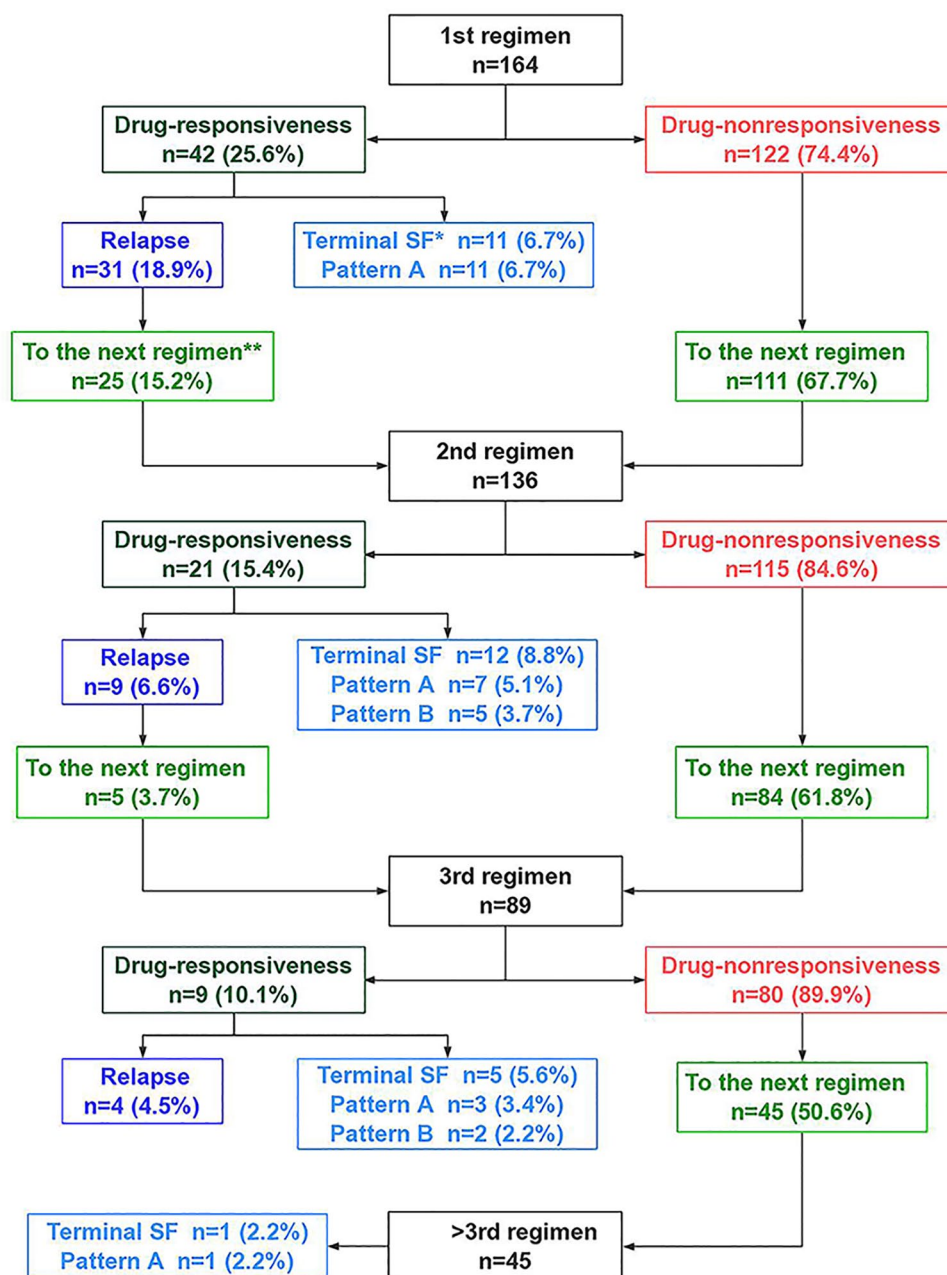 1st regimen
n=164
Drug-responsiveness
n=42 (25.6%)
Drug-nonresponsiveness
n=122 (74.4%)
Relapse
n=31 (18.9%)
Terminal SF* n=11 (6.7%)
Pattern A n=11 (6.7%)
To the next regimen**
n=25 (15.2%)
To the next regimen
n=111 (67.7%)
2nd regimen
n=136
Drug-responsiveness
n=21 (15.4%)
Drug-nonresponsiveness
n=115 (84.6%)
Relapse
n=9 (6.6%)
Terminal SF n=12 (8.8%)
Pattern A n=7 (5.1%)
Pattern B n=5 (3.7%)
To the next regimen
n=5 (3.7%)
To the next regimen
n=84 (61.8%)
3rd regimen
n=89
Drug-responsiveness
n=9 (10.1%)
Drug-nonresponsiveness
n=80 (89.9%)
Relapse
n=4 (4.5%)
Terminal SF n=5 (5.6%)
Pattern A n=3 (3.4%)
Pattern B n=2 (2.2%)
To the next regimen
n=45 (50.6%)
Terminal SF n=1 (2.2%)
Pattern A n=1 (2.2%)
>3rd regimen
n=45